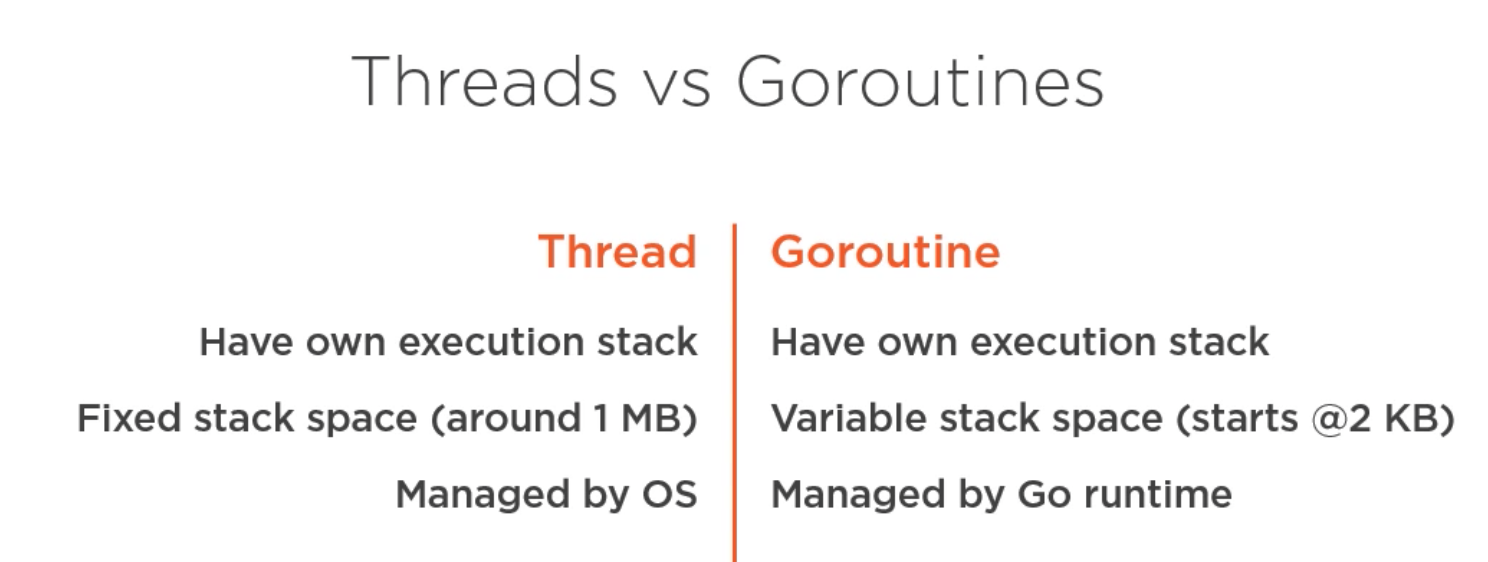 Threads vs Goroutines
Thread
Goroutine
Have own execution stack
Have own execution stack
Fixed stack space (around 1 MB)
Variable stack space (starts @2 KB)
Managed by OS
Managed by Go runtime